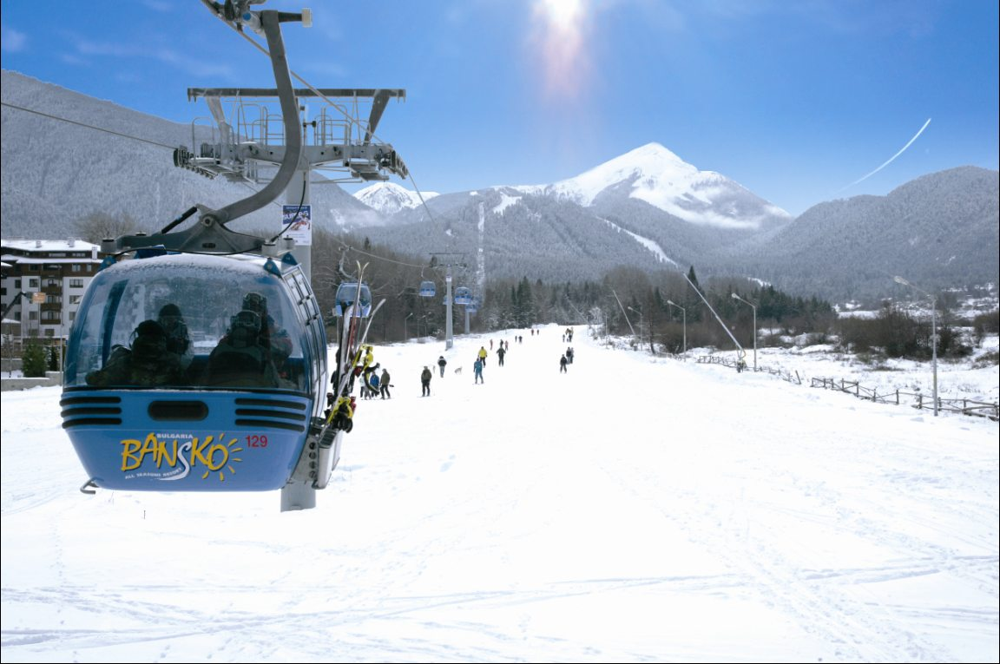 BULGARIA
BANSKO
129
ALL SEASONS RESORT